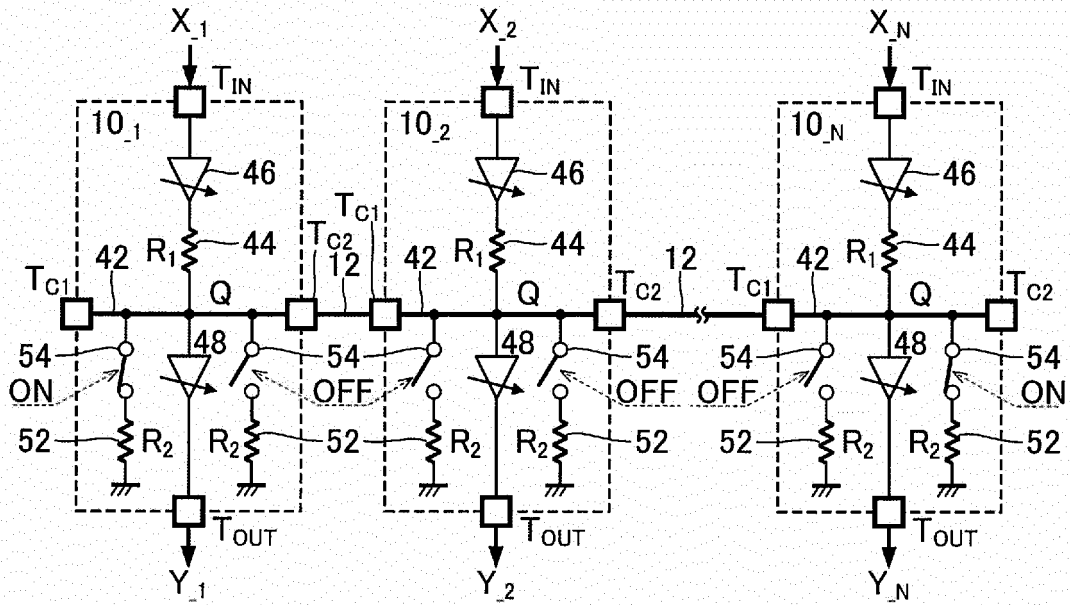 X_1 X_2 X_N
T_IN T_IN T_IN
10_1 10_2 10_N
46 46 46
R_1 44 R_1 44 R_1 44
T_C1 42 Q T_C2 12 T_C1 42 Q T_C2 12 T_C1 42 Q T_C2
54 48 54 48 54 54 48 54
ON OFF OFF OFF ON
52 R_2 R_2 52 R_2 R_2 52 52 R_2 R_2 52
T_OUT T_OUT T_OUT
Y_1 Y_2 Y_N